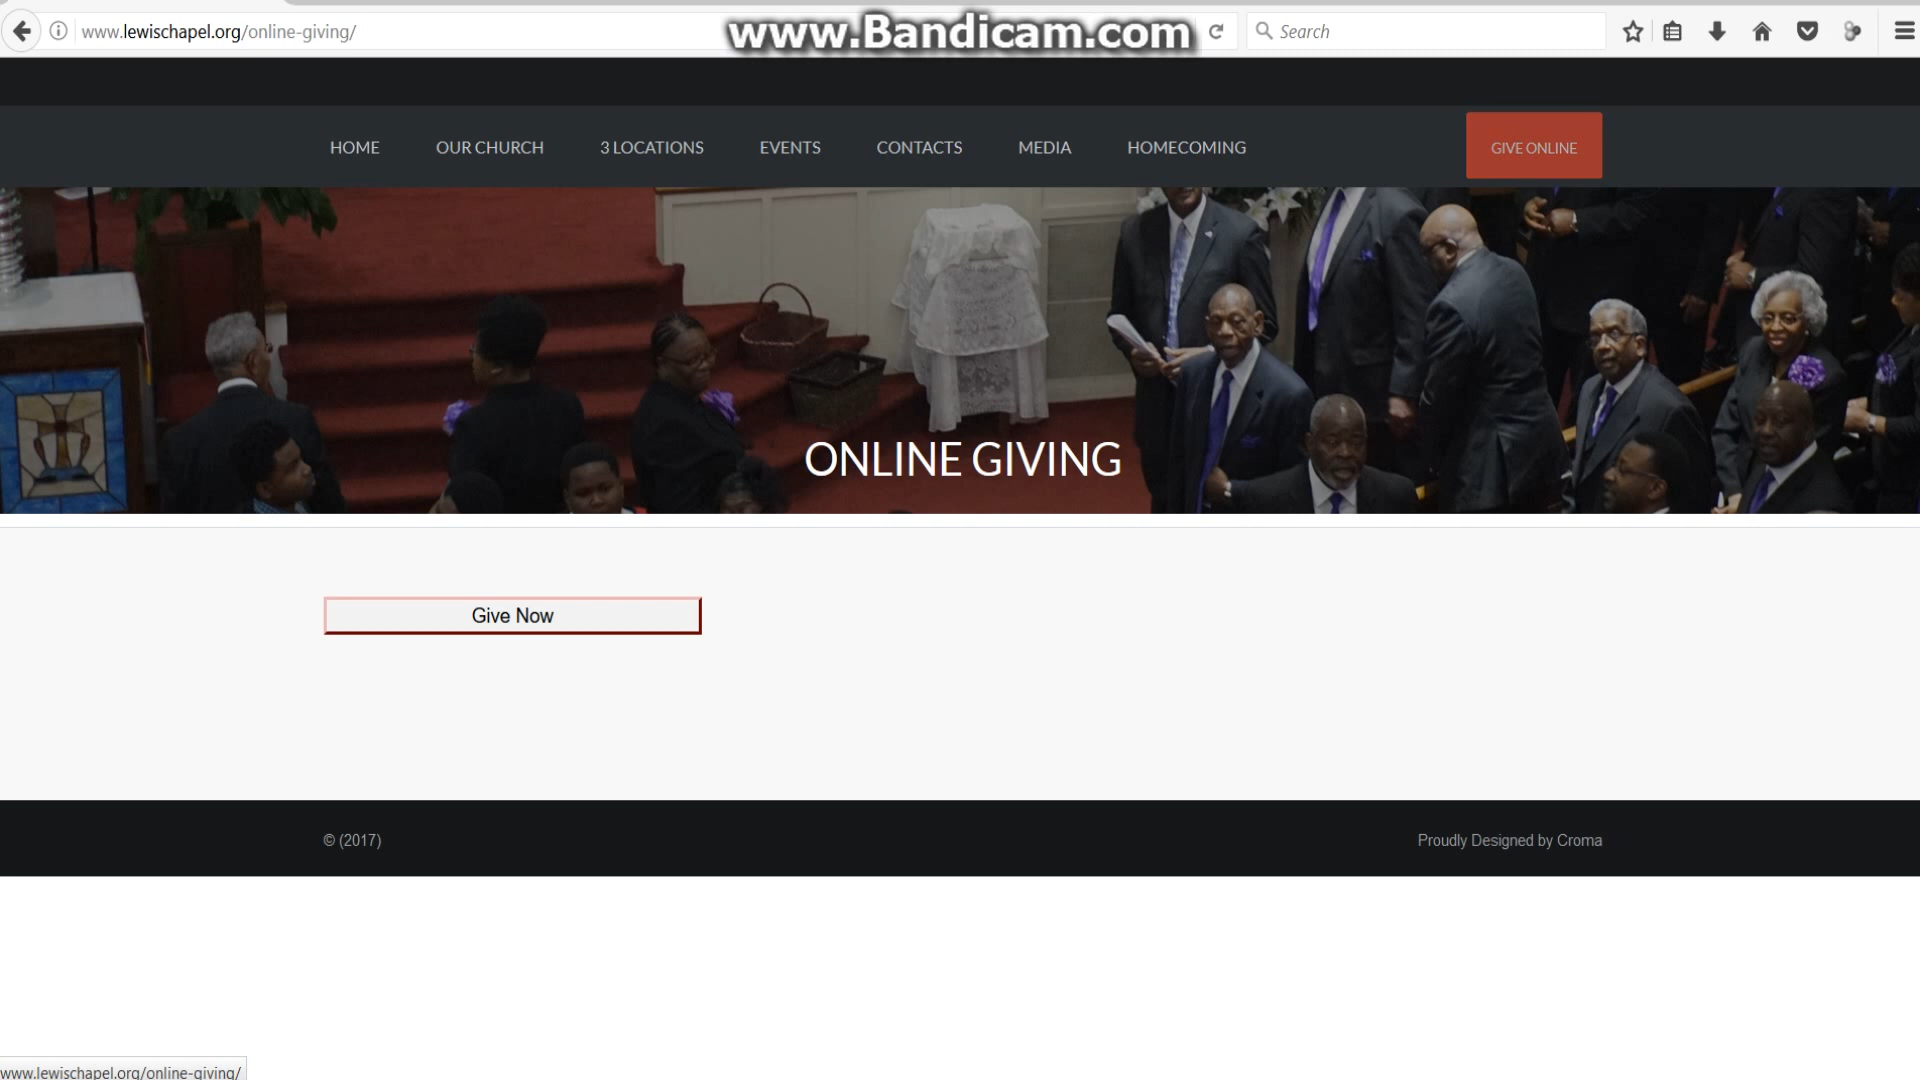 www.lewischapel.org/online-giving/
www.Bandicam.com
Search
HOME OUR CHURCH 3 LOCATIONS EVENTS CONTACTS MEDIA HOMECOMING GIVE ONLINE
ONLINE GIVING
Give Now
© (2017) Proudly Designed by Croma
www.lewischapel.org/online-giving/